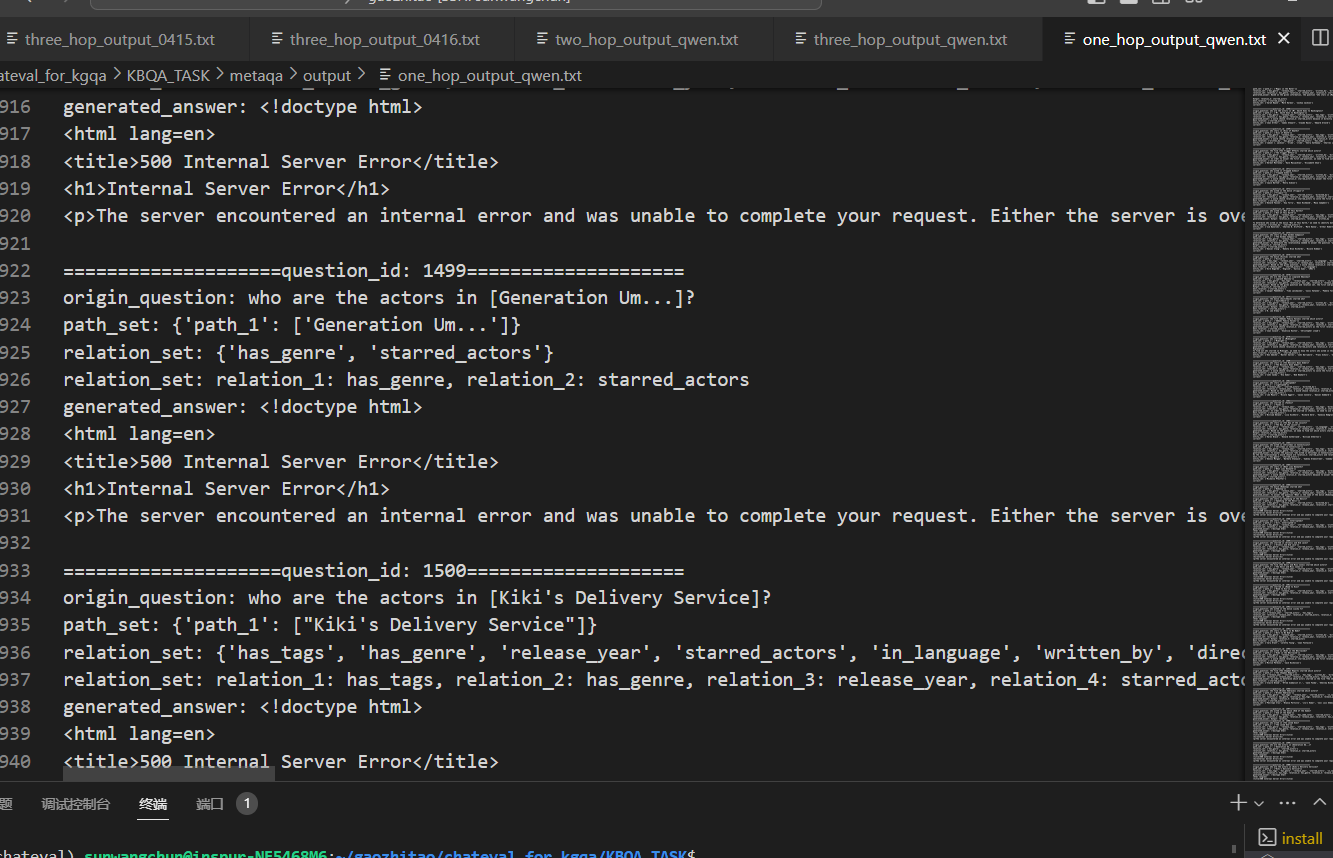 three_hop_output_0415.txt three_hop_output_0416.txt two_hop_output_qwen.txt three_hop_output_qwen.txt one_hop_output_qwen.txt
ateval_for_kgqa > KBQA_TASK > metaqa > output > one_hop_output_qwen.txt
916 generated_answer: <!doctype html>
917 <html lang=en>
918 <title>500 Internal Server Error</title>
919 <h1>Internal Server Error</h1>
920 <p>The server encountered an internal error and was unable to complete your request. Either the server is ove
921
922 ====================question_id: 1499====================
923 origin_question: who are the actors in [Generation Um...]?
924 path_set: {'path_1': ['Generation Um...']}
925 relation_set: {'has_genre', 'starred_actors'}
926 relation_set: relation_1: has_genre, relation_2: starred_actors
927 generated_answer: <!doctype html>
928 <html lang=en>
929 <title>500 Internal Server Error</title>
930 <h1>Internal Server Error</h1>
931 <p>The server encountered an internal error and was unable to complete your request. Either the server is ove
932
933 ====================question_id: 1500====================
934 origin_question: who are the actors in [Kiki's Delivery Service]?
935 path_set: {'path_1': ["Kiki's Delivery Service"]}
936 relation_set: {'has_tags', 'has_genre', 'release_year', 'starred_actors', 'in_language', 'written_by', 'direc
937 relation_set: relation_1: has_tags, relation_2: has_genre, relation_3: release_year, relation_4: starred_acto
938 generated_answer: <!doctype html>
939 <html lang=en>
940 <title>500 Internal Server Error</title>
题 调试控制台 终端 端口 1
install
chateval) sunwangchun@inspur-NF5468M6:~/gaozhitao/chateval_for_kgqa/KBQA_TASK$